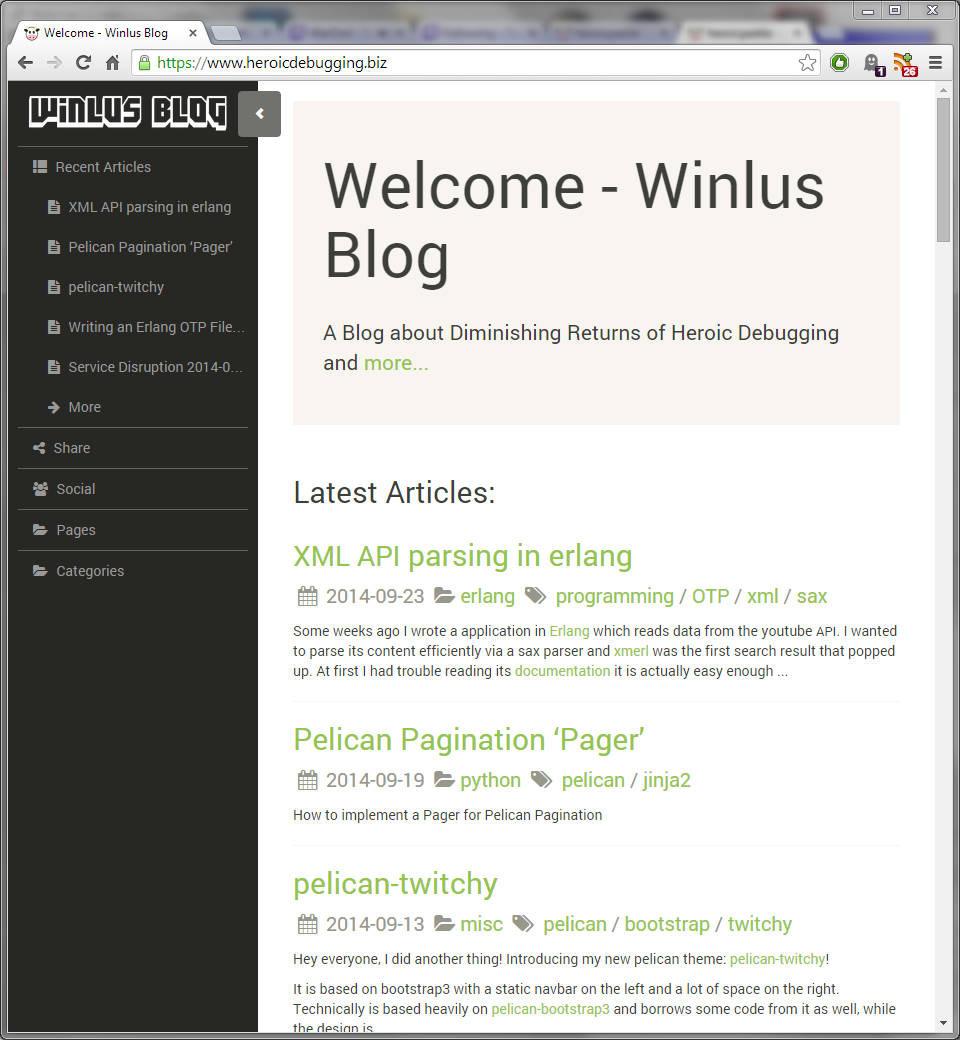 Welcome - Winlus Blog
https://www.heroicdebugging.biz
1
26
WINLUS BLOG
Recent Articles
XML API parsing in erlang
Pelican Pagination ‘Pager’
pelican-twitchy
Writing an Erlang OTP File...
Service Disruption 2014-0...
More
Share
Social
Pages
Categories
Welcome - Winlus
Blog
A Blog about Diminishing Returns of Heroic Debugging
and more...
Latest Articles:
XML API parsing in erlang
2014-09-23 erlang programming / OTP / xml / sax
Some weeks ago I wrote a application in Erlang which reads data from the youtube API. I wanted
to parse its content efficiently via a sax parser and xmerl was the first search result that popped
up. At first I had trouble reading its documentation it is actually easy enough ...
Pelican Pagination ‘Pager’
2014-09-19 python pelican / jinja2
How to implement a Pager for Pelican Pagination
pelican-twitchy
2014-09-13 misc pelican / bootstrap / twitchy
Hey everyone, I did another thing! Introducing my new pelican theme: pelican-twitchy!
It is based on bootstrap3 with a static navbar on the left and a lot of space on the right.
Technically is based heavily on pelican-bootstrap3 and borrows some code from it as well, while
the design is